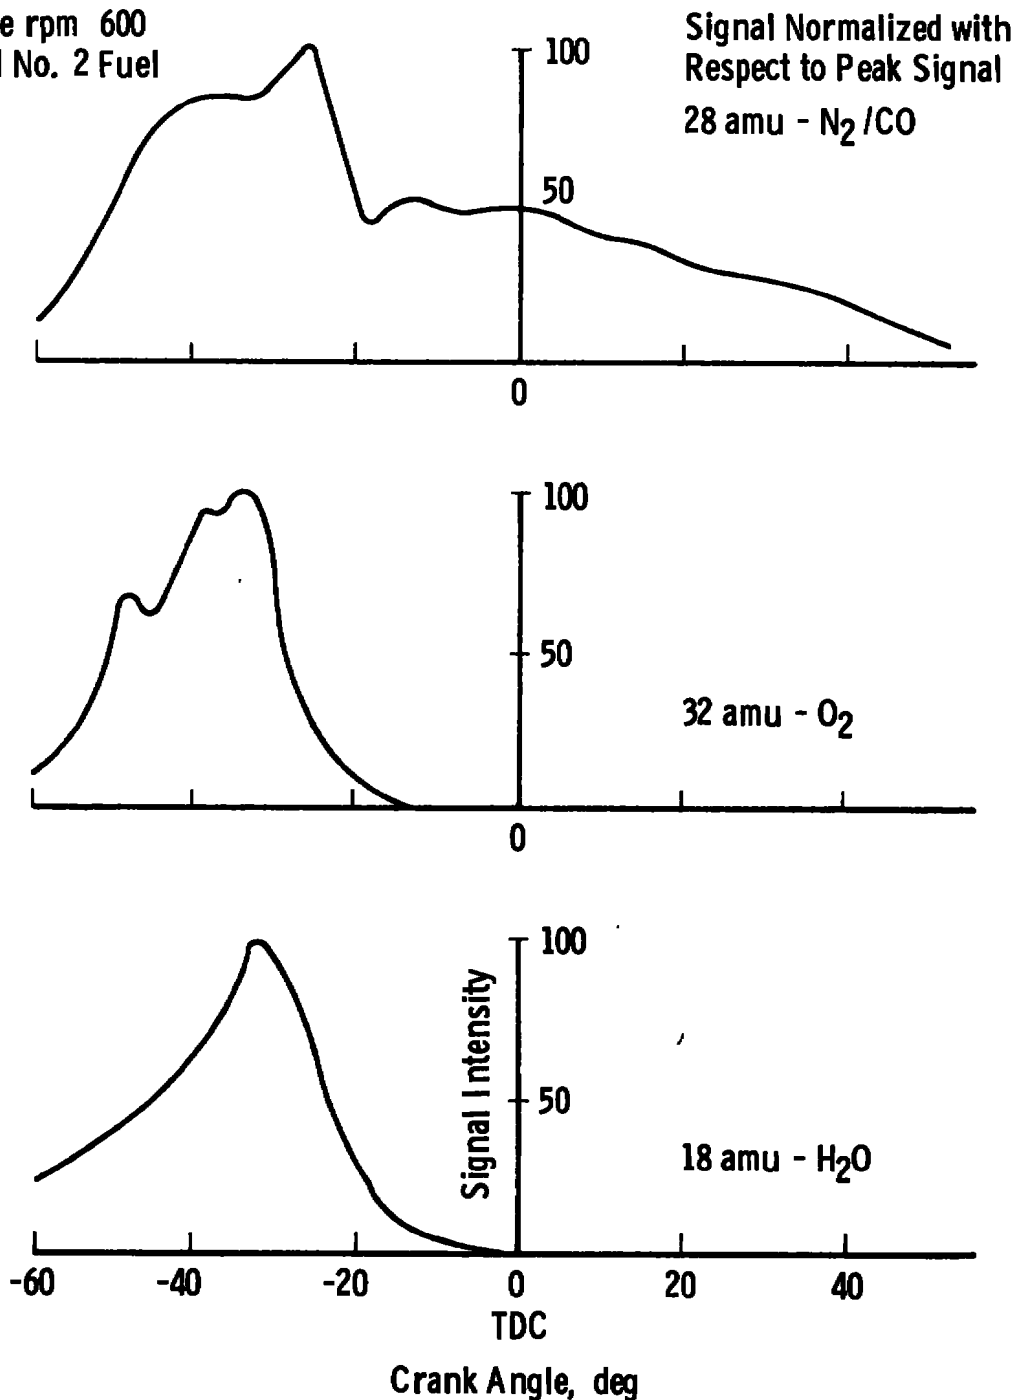 e rpm 600
No. 2 Fuel
Signal Normalized with
Respect to Peak Signal
28 amu - N2/CO
100
50
0
100
50
32 amu - O2
0
100
Signal Intensity
50
18 amu - H2O
-60 -40 -20 0 20 40
TDC
Crank Angle, deg